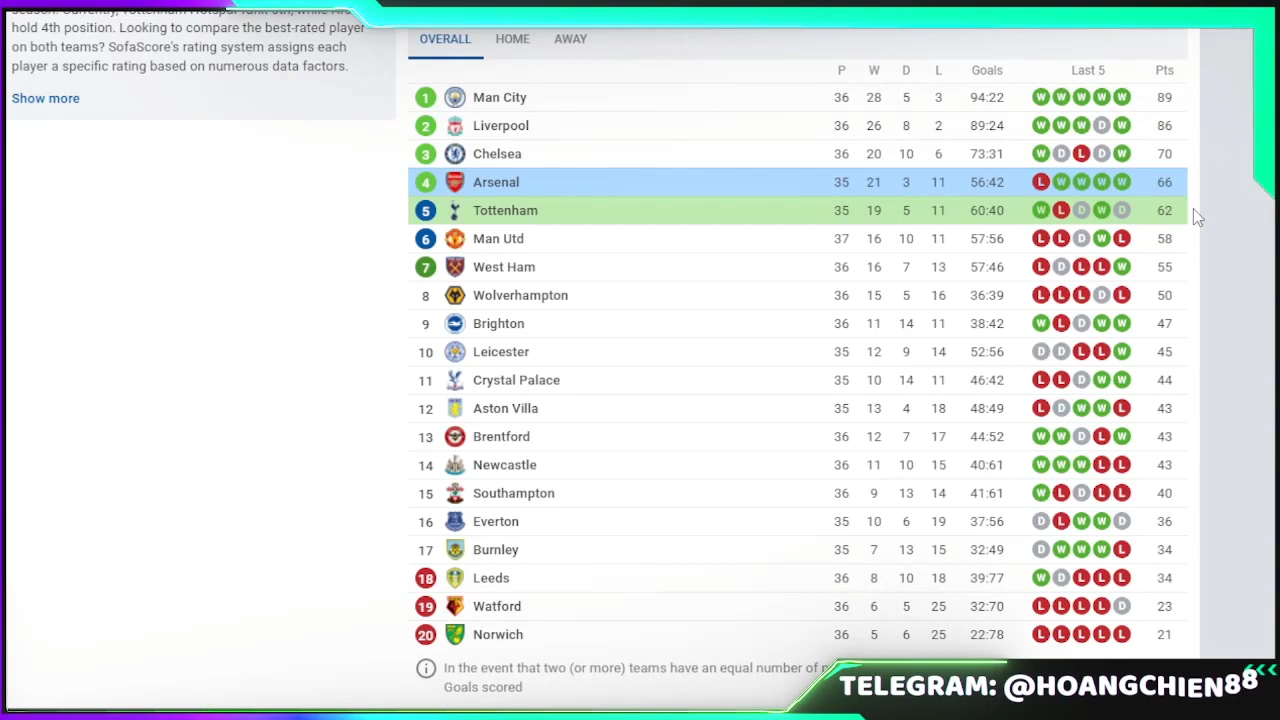 hold 4th position. Looking to compare the best-rated player
on both teams? SofaScore's rating system assigns each
player a specific rating based on numerous data factors.
Show more
OVERALL HOME AWAY
P W D L Goals Last 5 Pts
1 Man City 36 28 5 3 94:22 W W W W W 89
2 Liverpool 36 26 8 2 89:24 W W W D W 86
3 Chelsea 36 20 10 6 73:31 W D L D W 70
4 Arsenal 35 21 3 11 56:42 L W W W W 66
5 Tottenham 35 19 5 11 60:40 W L D W D 62
6 Man Utd 37 16 10 11 57:56 L L D W L 58
7 West Ham 36 16 7 13 57:46 L D L L W 55
8 Wolverhampton 36 15 5 16 36:39 L L L D L 50
9 Brighton 36 11 14 11 38:42 W L D W W 47
10 Leicester 35 12 9 14 52:56 D D L L W 45
11 Crystal Palace 35 10 14 11 46:42 L L D W W 44
12 Aston Villa 35 13 4 18 48:49 L D W W L 43
13 Brentford 36 12 7 17 44:52 W W D L W 43
14 Newcastle 36 11 10 15 40:61 W W W L L 43
15 Southampton 36 9 13 14 41:61 W L D L L 40
16 Everton 35 10 6 19 37:56 D L W W D 36
17 Burnley 35 7 13 15 32:49 D W W W L 34
18 Leeds 36 8 10 18 39:77 W D L L L 34
19 Watford 36 6 5 25 32:70 L L L L D 23
20 Norwich 36 5 6 25 22:78 L L L L L 21
In the event that two (or more) teams have an equal number of
Goals scored
TELEGRAM: @HOANGCHIEN88